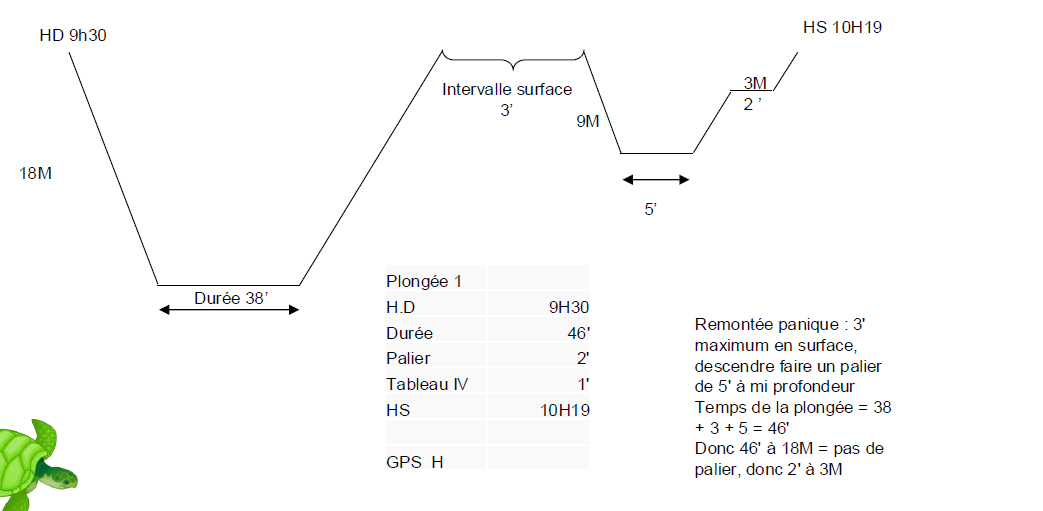 HD 9h30
HS 10H19
Intervalle surface
3’
3M
2 ’
9M
18M
5’
Durée 38’
Plongée 1
H.D 9H30
Durée 46'
Palier 2'
Tableau IV 1'
HS 10H19
GPS H
Remontée panique : 3'
maximum en surface,
descendre faire un palier
de 5' à mi profondeur
Temps de la plongée = 38
+ 3 + 5 = 46'
Donc 46' à 18M = pas de
palier, donc 2' à 3M